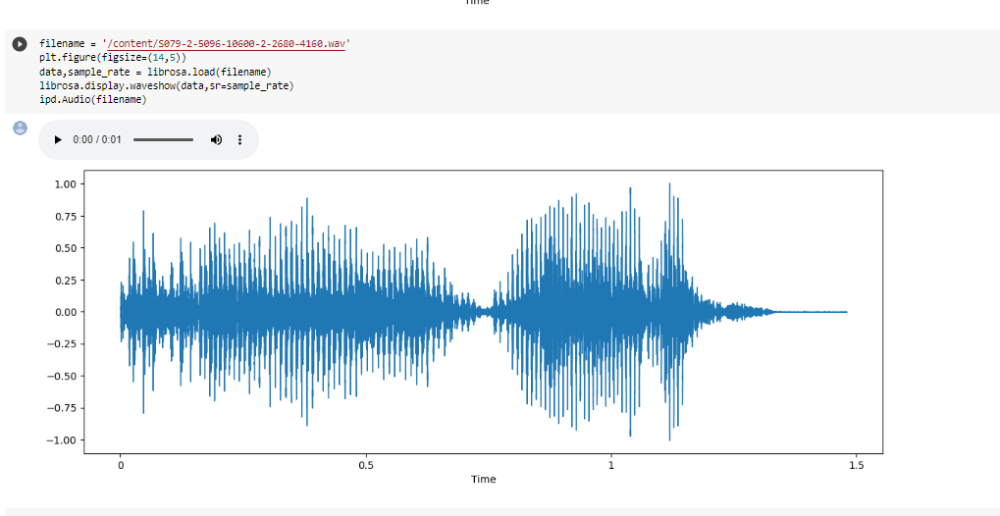 Time
filename = '/content/S079-2-5096-10600-2-2680-4160.wav'
plt.figure(figsize=(14,5))
data,sample_rate = librosa.load(filename)
librosa.display.waveshow(data,sr=sample_rate)
ipd.Audio(filename)
0:00 / 0:01
1.00
0.75
0.50
0.25
0.00
−0.25
−0.50
−0.75
−1.00
0 0.5 1 1.5
Time